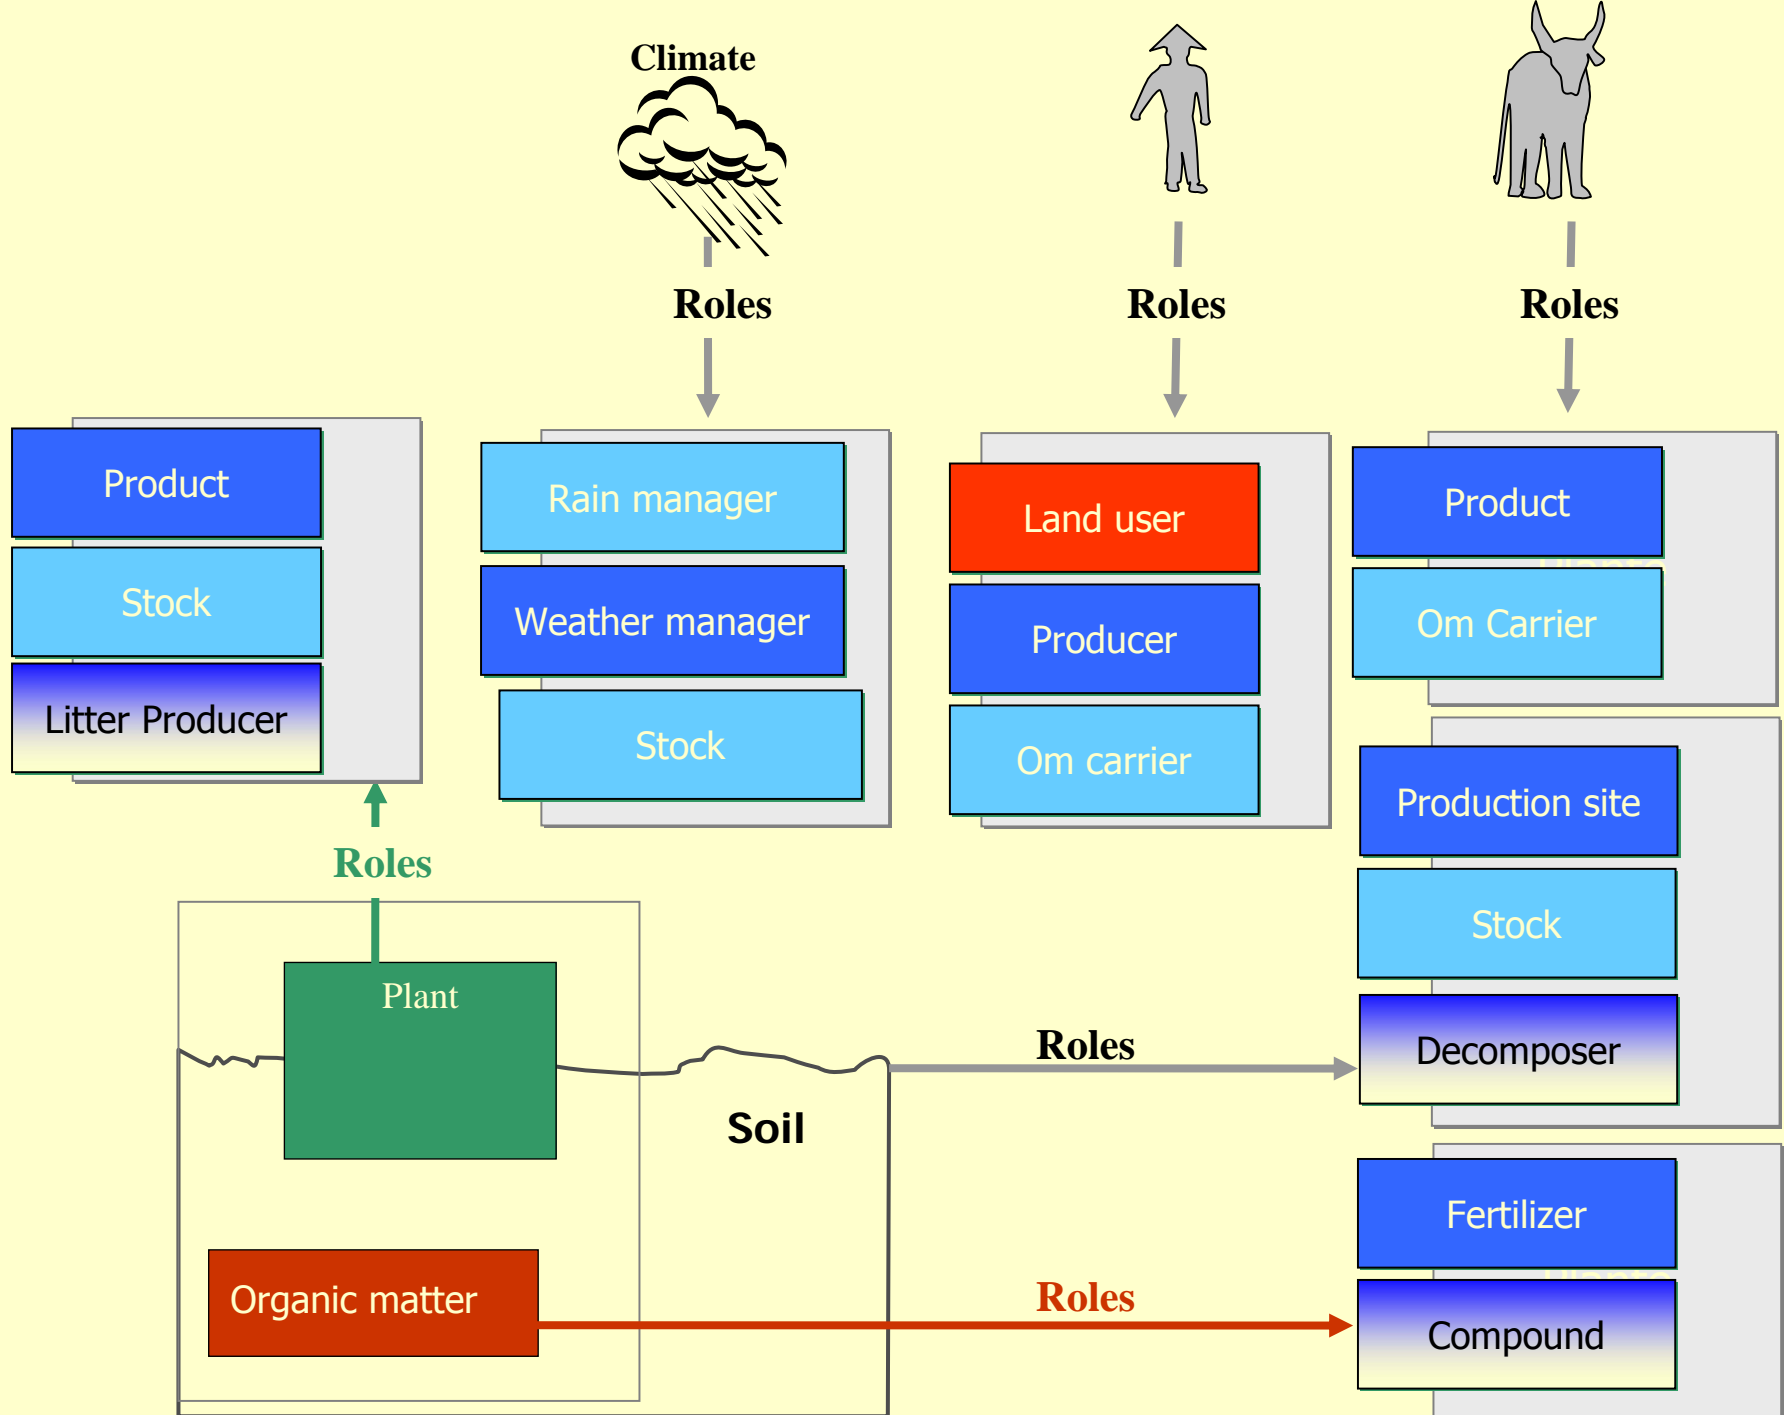 Climate
Roles
Roles
Roles
Product
Stock
Litter Producer
Rain manager
Weather manager
Stock
Land user
Producer
Om carrier
Product
Om Carrier
Production site
Stock
Decomposer
Roles
Plant
Roles
Soil
Fertilizer
Compound
Organic matter
Roles